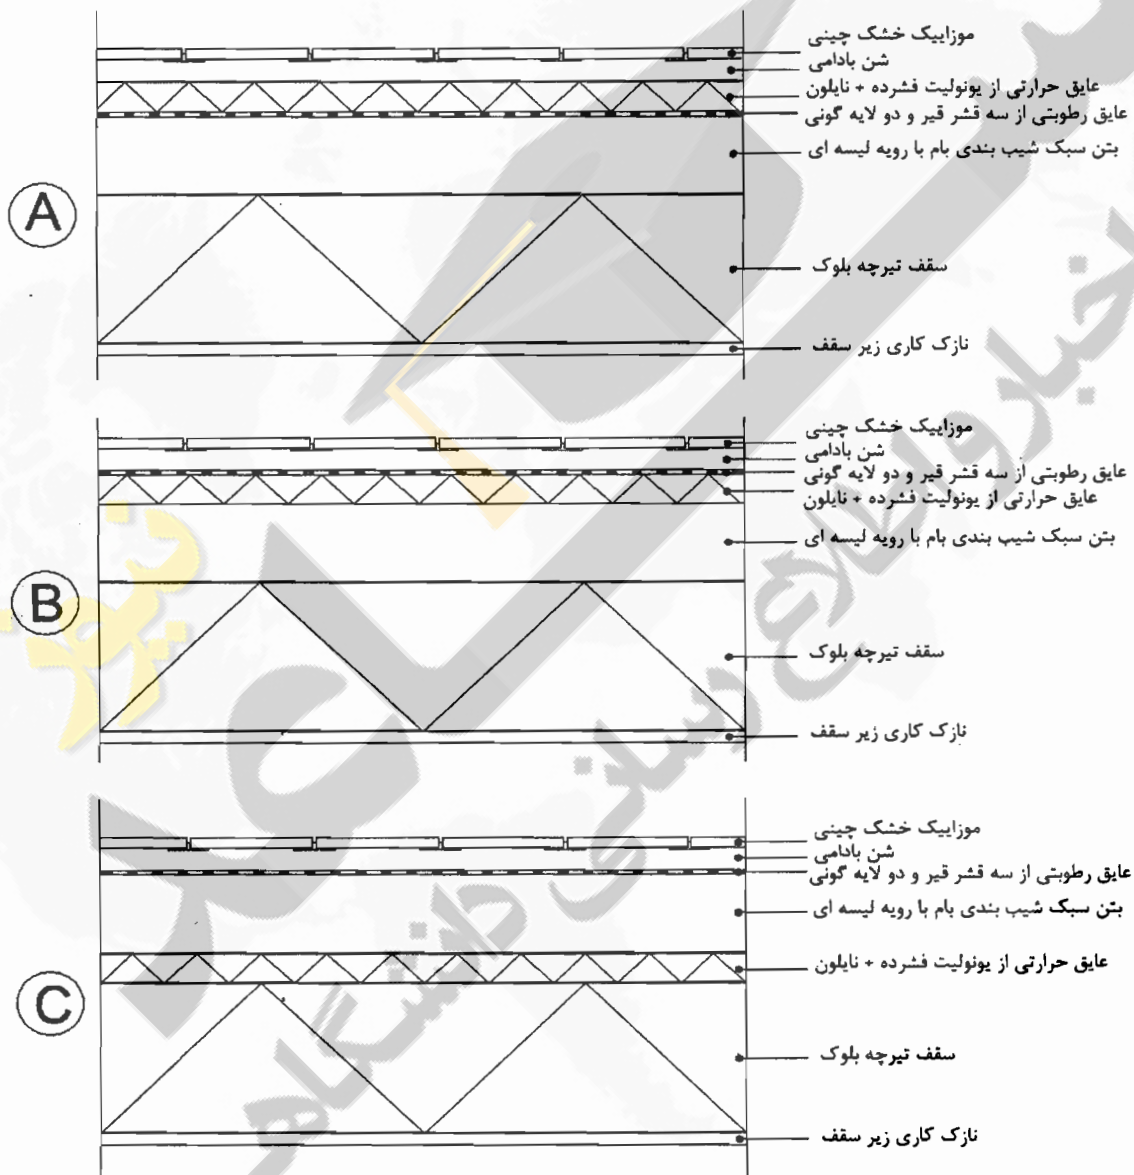 موزاییک خشک چینی
شن بادامی
عایق حرارتی از یونولیت فشرده + نایلون
عایق رطوبتی از سه قشر قیر و دو لایه گونی
بتن سبک شیب بندی بام با رویه لیسه ای
A
سقف تیرچه بلوک
نازک کاری زیر سقف
موزاییک خشک چینی
شن بادامی
عایق رطوبتی از سه قشر قیر و دو لایه گونی
عایق حرارتی از یونولیت فشرده + نایلون
بتن سبک شیب بندی بام با رویه لیسه ای
B
سقف تیرچه بلوک
نازک کاری زیر سقف
موزاییک خشک چینی
شن بادامی
عایق رطوبتی از سه قشر قیر و دو لایه گونی
بتن سبک شیب بندی بام با رویه لیسه ای
عایق حرارتی از یونولیت فشرده + نایلون
C
سقف تیرچه بلوک
نازک کاری زیر سقف
نیوز
اخبار و اطلاع رسانی دانشگاهی